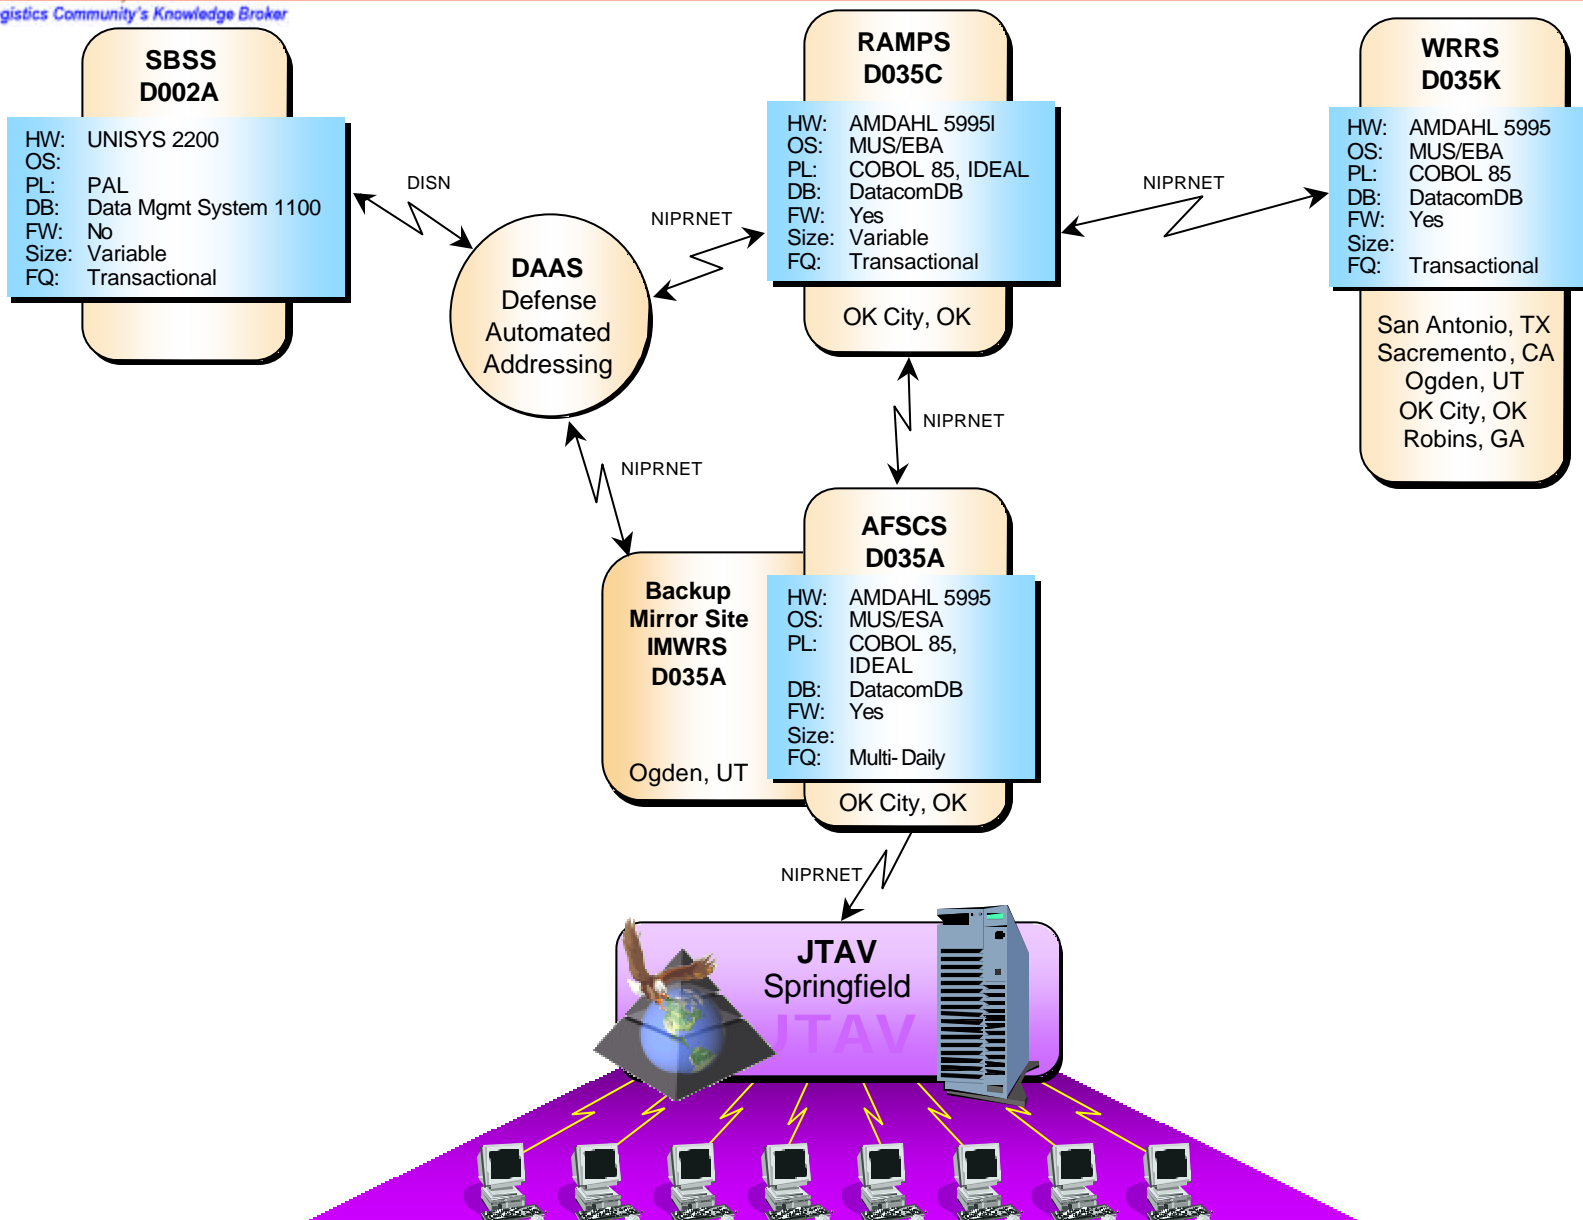 gistics Community's Knowledge Broker
SBSS
D002A
HW: UNISYS 2200
OS:
PL: PAL
DB: Data Mgmt System 1100
FW: No
Size: Variable
FQ: Transactional
DISN
DAAS
Defense
Automated
Addressing
NIPRNET
RAMPS
D035C
HW: AMDAHL 5995I
OS: MUS/EBA
PL: COBOL 85, IDEAL
DB: DatacomDB
FW: Yes
Size: Variable
FQ: Transactional
OK City, OK
NIPRNET
WRRS
D035K
HW: AMDAHL 5995
OS: MUS/EBA
PL: COBOL 85
DB: DatacomDB
FW: Yes
Size:
FQ: Transactional
San Antonio, TX
Sacremento, CA
Ogden, UT
OK City, OK
Robins, GA
NIPRNET
NIPRNET
Backup
Mirror Site
IMWRS
D035A
Ogden, UT
AFSCS
D035A
HW: AMDAHL 5995
OS: MUS/ESA
PL: COBOL 85,
IDEAL
DB: DatacomDB
FW: Yes
Size:
FQ: Multi-Daily
OK City, OK
NIPRNET
JTAV
Springfield
JTAV